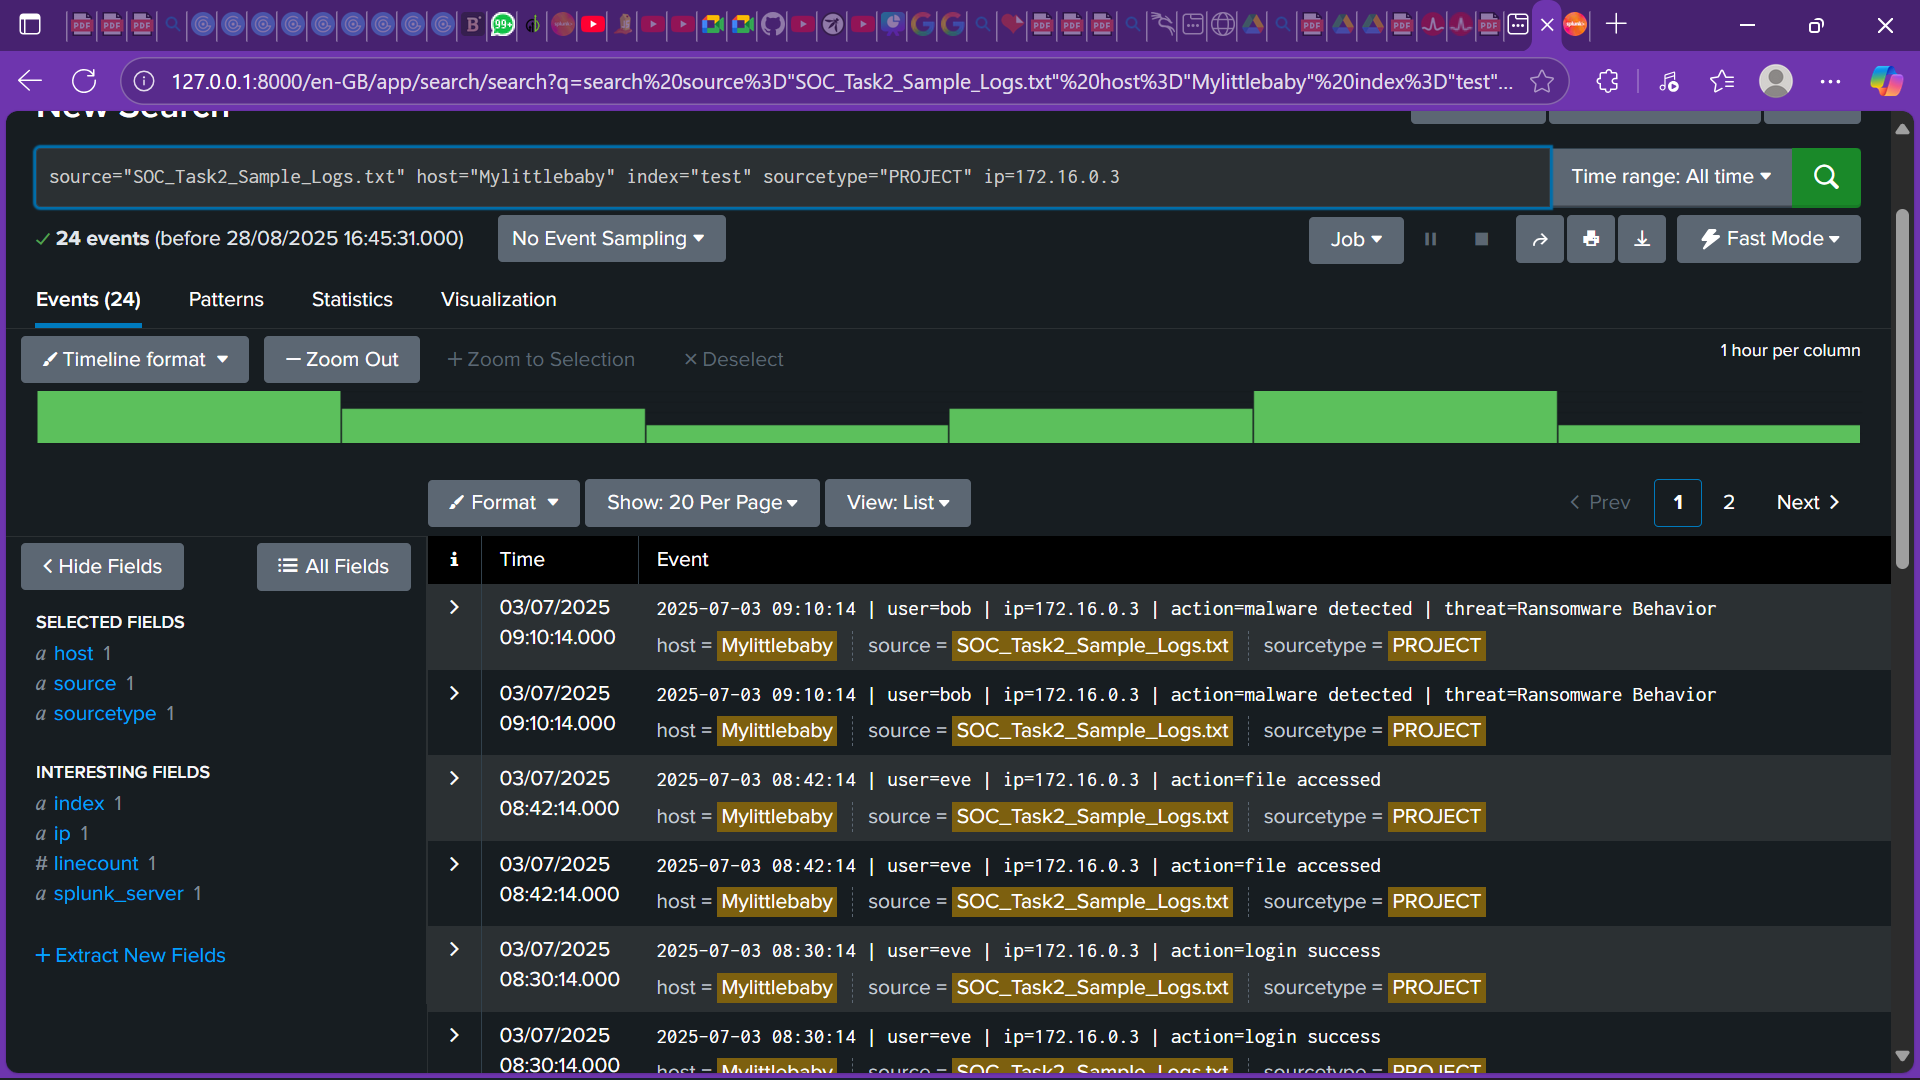 127.0.0.1:8000/en-GB/app/search/search?q=search%20source%3D"SOC_Task2_Sample_Logs.txt"%20host%3D"Mylittlebaby"%20index%3D"test"...
New Search
source="SOC_Task2_Sample_Logs.txt" host="Mylittlebaby" index="test" sourcetype="PROJECT" ip=172.16.0.3
Time range: All time
24 events (before 28/08/2025 16:45:31.000)
No Event Sampling
Job
Fast Mode
Events (24)
Patterns
Statistics
Visualization
Timeline format
Zoom Out
Zoom to Selection
Deselect
1 hour per column
Format
Show: 20 Per Page
View: List
Prev
1
2
Next
Hide Fields
All Fields
i
Time
Event
SELECTED FIELDS
a host 1
a source 1
a sourcetype 1
INTERESTING FIELDS
a index 1
a ip 1
# linecount 1
a splunk_server 1
Extract New Fields
03/07/2025
09:10:14.000
2025-07-03 09:10:14 | user=bob | ip=172.16.0.3 | action=malware detected | threat=Ransomware Behavior
host = Mylittlebaby source = SOC_Task2_Sample_Logs.txt sourcetype = PROJECT
03/07/2025
09:10:14.000
2025-07-03 09:10:14 | user=bob | ip=172.16.0.3 | action=malware detected | threat=Ransomware Behavior
host = Mylittlebaby source = SOC_Task2_Sample_Logs.txt sourcetype = PROJECT
03/07/2025
08:42:14.000
2025-07-03 08:42:14 | user=eve | ip=172.16.0.3 | action=file accessed
host = Mylittlebaby source = SOC_Task2_Sample_Logs.txt sourcetype = PROJECT
03/07/2025
08:42:14.000
2025-07-03 08:42:14 | user=eve | ip=172.16.0.3 | action=file accessed
host = Mylittlebaby source = SOC_Task2_Sample_Logs.txt sourcetype = PROJECT
03/07/2025
08:30:14.000
2025-07-03 08:30:14 | user=eve | ip=172.16.0.3 | action=login success
host = Mylittlebaby source = SOC_Task2_Sample_Logs.txt sourcetype = PROJECT
03/07/2025
08:30:14.000
2025-07-03 08:30:14 | user=eve | ip=172.16.0.3 | action=login success
host = Mylittlebaby source = SOC_Task2_Sample_Logs.txt sourcetype = PROJECT